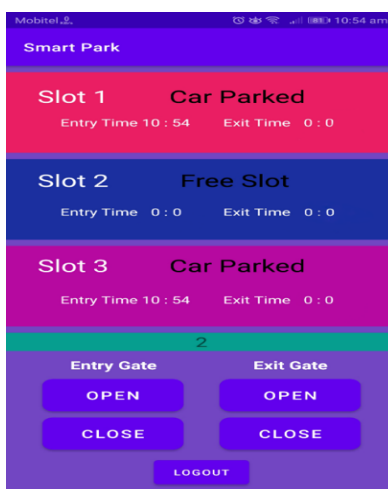 Mobitel 10:54 am
Smart Park
Slot 1 Car Parked
Entry Time 10 : 54 Exit Time 0 : 0
Slot 2 Free Slot
Entry Time 0 : 0 Exit Time 0 : 0
Slot 3 Car Parked
Entry Time 10 : 54 Exit Time 0 : 0
2
Entry Gate Exit Gate
OPEN OPEN
CLOSE CLOSE
LOGOUT